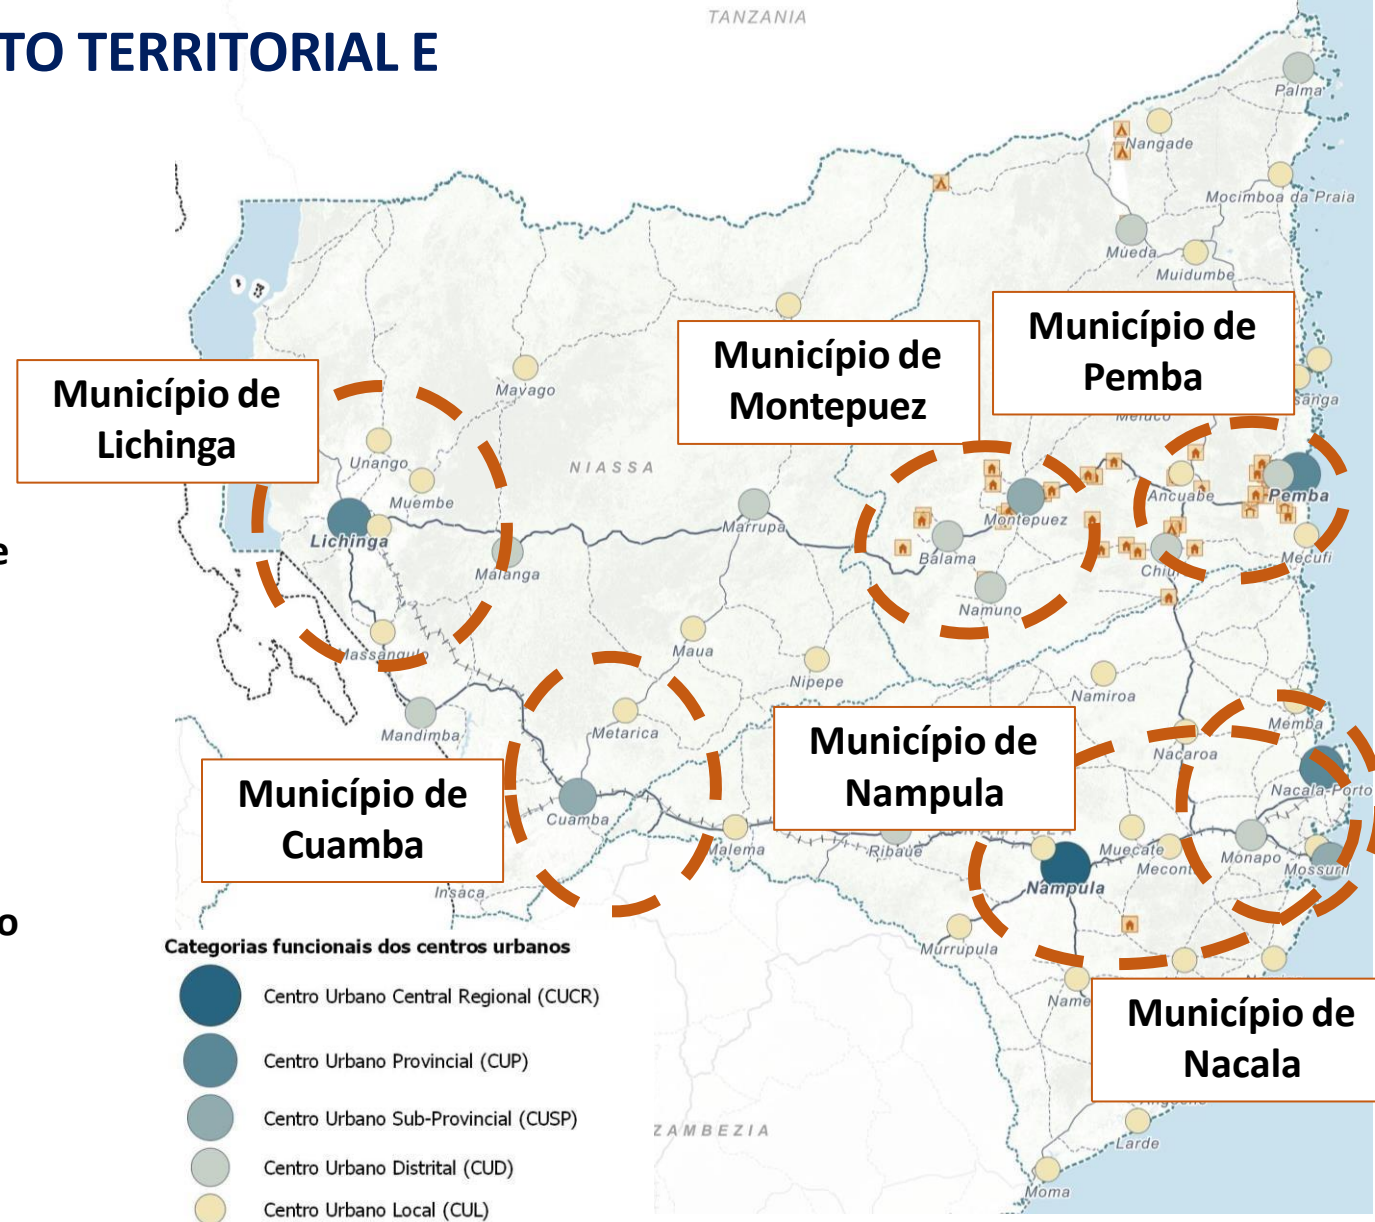 TO TERRITORIAL E
TANZANIA
Palma
Nangade
Mocimboa da Praia
Mueda
Muidumbe
Município de
Pemba
Município de
Montepuez
Município de
Lichinga
Mavago
Unango
Muembe
NIASSA
Lichinga
Marrupa
Malanga
Montepuez
Balama
Namuno
Ancuabe
Pemba
Mecufi
e
Massangulo
Maua
Nipepe
Namiroa
Mandimba
Metarica
Memba
Nacaroa
Município de
Nampula
Nacala-Porto
Município de
Cuamba
Cuamba
Malema
Ribaue
Muecate
Monapo
Mossuril
Nampula
Insaca
Murrupula
o
Categorias funcionais dos centros urbanos
Centro Urbano Central Regional (CUCR)
Centro Urbano Provincial (CUP)
Centro Urbano Sub-Provincial (CUSP)
Centro Urbano Distrital (CUD)
Centro Urbano Local (CUL)
Município de
Nacala
ZAMBEZIA
Larde
Moma